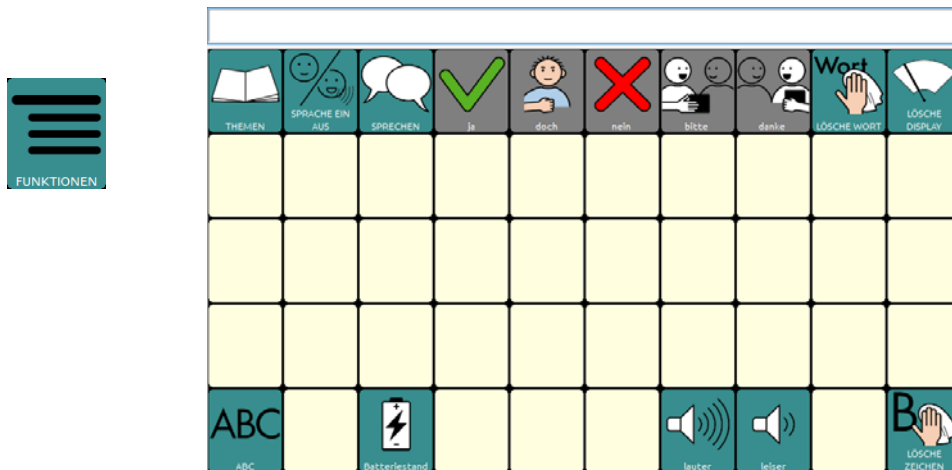 FUNKTIONEN
THEMEN
SPRACHE EIN
AUS
SPRECHEN
ja
doch
nein
bitte
danke
Wort
LÖSCHE WORT
LÖSCHE
DISPLAY
ABC
ABC
Batteriestand
lauter
leiser
B
LÖSCHE
ZEICHEN